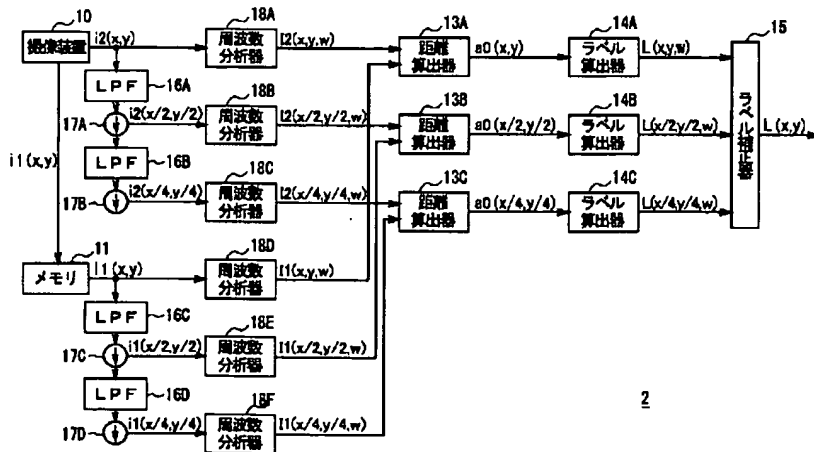 10
撮像装置
i2(x,y)
18A
周波数
分析器
I2(x,y,w)
13A
距離
算出器
a0(x,y)
14A
ラベル
算出器
L(x,y,w)
15
LPF
16A
17A
i2(x/2,y/2)
18B
周波数
分析器
I2(x/2,y/2,w)
13B
距離
算出器
a0(x/2,y/2)
14B
ラベル
算出器
L(x/2,y/2,w)
L(x,y)
i1(x,y)
LPF
16B
17B
i2(x/4,y/4)
18C
周波数
分析器
I2(x/4,y/4,w)
13C
距離
算出器
a0(x/4,y/4)
14C
ラベル
算出器
L(x/4,y/4,w)
11
メモリ
I1(x,y)
18D
周波数
分析器
I1(x,y,w)
LPF
16C
17C
i1(x/2,y/2)
18E
周波数
分析器
I1(x/2,y/2,w)
LPF
16D
17D
i1(x/4,y/4)
18F
周波数
分析器
I1(x/4,y/4,w)
2